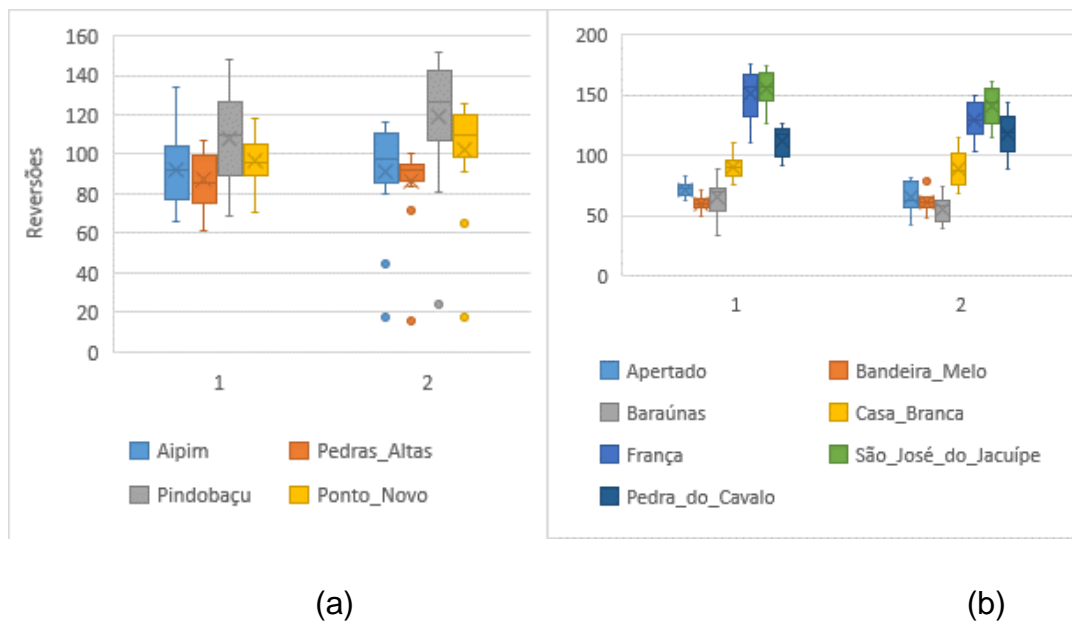 160
140
120
100
80
60
40
20
0
Reversões
1 2
Aipim Pedras_Altas
Pindobaçu Ponto_Novo
200
150
100
50
0
1 2
Apertado Bandeira_Melo
Baraúnas Casa_Branca
França São_José_do_Jacuípe
Pedra_do_Cavalo
(a) (b)